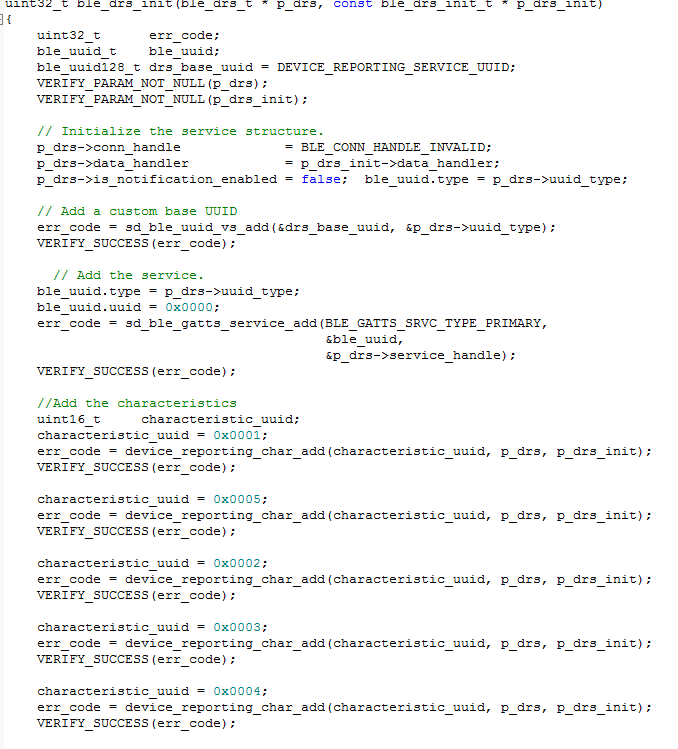 uint32_t ble_drs_init(ble_drs_t * p_drs, const ble_drs_init_t * p_drs_init)
{
    uint32_t      err_code;
    ble_uuid_t    ble_uuid;
    ble_uuid128_t drs_base_uuid = DEVICE_REPORTING_SERVICE_UUID;
    VERIFY_PARAM_NOT_NULL(p_drs);
    VERIFY_PARAM_NOT_NULL(p_drs_init);

    // Initialize the service structure.
    p_drs->conn_handle             = BLE_CONN_HANDLE_INVALID;
    p_drs->data_handler            = p_drs_init->data_handler;
    p_drs->is_notification_enabled = false;  ble_uuid.type = p_drs->uuid_type;

    // Add a custom base UUID
    err_code = sd_ble_uuid_vs_add(&drs_base_uuid, &p_drs->uuid_type);
    VERIFY_SUCCESS(err_code);

      // Add the service.
    ble_uuid.type = p_drs->uuid_type;
    ble_uuid.uuid = 0x0000;
    err_code = sd_ble_gatts_service_add(BLE_GATTS_SRVC_TYPE_PRIMARY,
                                        &ble_uuid,
                                        &p_drs->service_handle);
    VERIFY_SUCCESS(err_code);

    //Add the characteristics
    uint16_t     characteristic_uuid;
    characteristic_uuid = 0x0001;
    err_code = device_reporting_char_add(characteristic_uuid, p_drs, p_drs_init);
    VERIFY_SUCCESS(err_code);

    characteristic_uuid = 0x0005;
    err_code = device_reporting_char_add(characteristic_uuid, p_drs, p_drs_init);
    VERIFY_SUCCESS(err_code);

    characteristic_uuid = 0x0002;
    err_code = device_reporting_char_add(characteristic_uuid, p_drs, p_drs_init);
    VERIFY_SUCCESS(err_code);

    characteristic_uuid = 0x0003;
    err_code = device_reporting_char_add(characteristic_uuid, p_drs, p_drs_init);
    VERIFY_SUCCESS(err_code);

    characteristic_uuid = 0x0004;
    err_code = device_reporting_char_add(characteristic_uuid, p_drs, p_drs_init);
    VERIFY_SUCCESS(err_code);